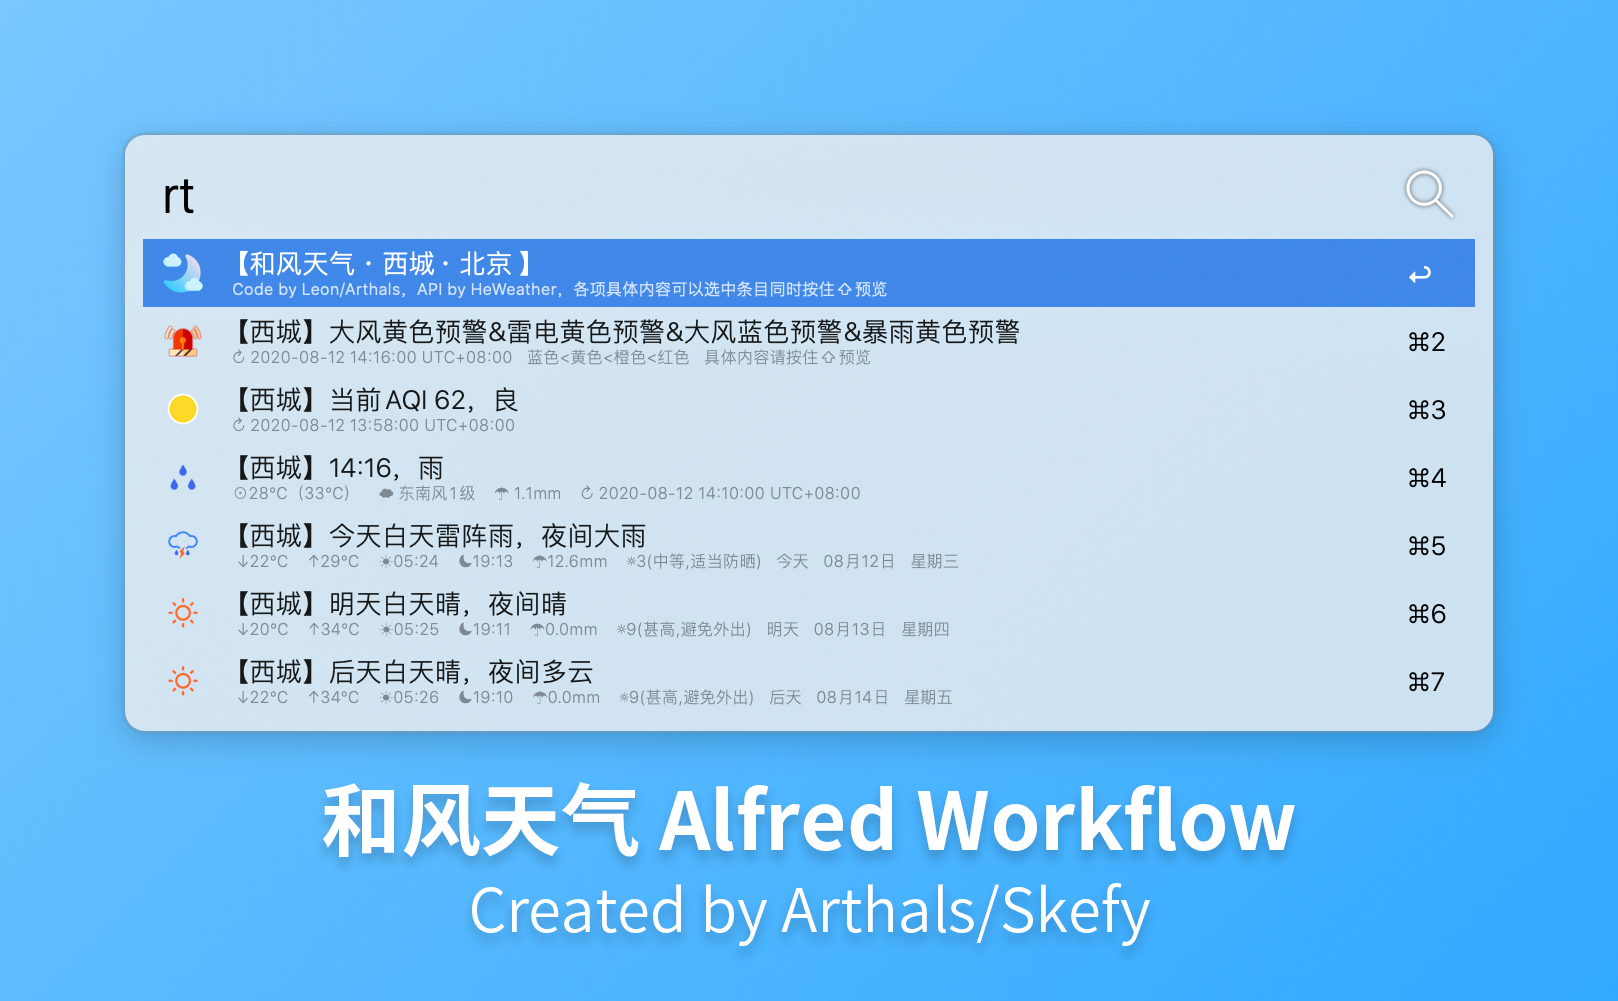 rt
【和风天气 · 西城 · 北京 】
Code by Leon/Arthals，API by HeWeather，各项具体内容可以选中条目同时按住⇧预览
↩
【西城】大风黄色预警&雷电黄色预警&大风蓝色预警&暴雨黄色预警
↻ 2020-08-12 14:16:00 UTC+08:00 蓝色<黄色<橙色<红色 具体内容请按住⇧预览
⌘2
【西城】当前 AQI 62，良
↻ 2020-08-12 13:58:00 UTC+08:00
⌘3
【西城】14:16，雨
⊙28°C（33°C） ☁ 东南风1级 ☂ 1.1mm ↻ 2020-08-12 14:10:00 UTC+08:00
⌘4
【西城】今天白天雷阵雨，夜间大雨
↓22°C ↑29°C ☀05:24 ☾19:13 ☂12.6mm ☼3(中等,适当防晒) 今天 08月12日 星期三
⌘5
【西城】明天白天晴，夜间晴
↓20°C ↑34°C ☀05:25 ☾19:11 ☂0.0mm ☼9(甚高,避免外出) 明天 08月13日 星期四
⌘6
【西城】后天白天晴，夜间多云
↓22°C ↑34°C ☀05:26 ☾19:10 ☂0.0mm ☼9(甚高,避免外出) 后天 08月14日 星期五
⌘7
和风天气 Alfred Workflow
Created by Arthals/Skefy